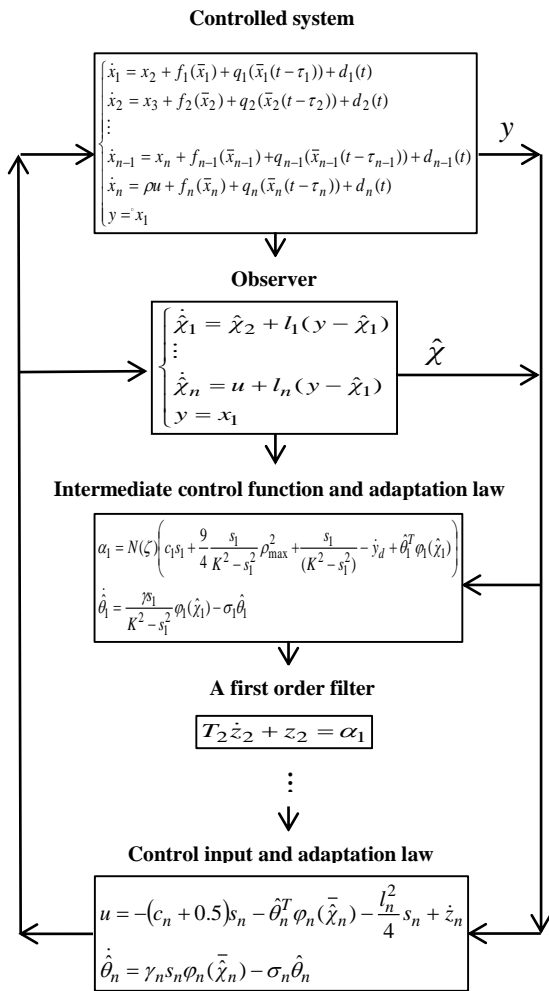 Controlled system
ẋ₁ = x₂ + f₁(x̄₁) + q₁(x̄₁(t − τ₁)) + d₁(t)
ẋ₂ = x₃ + f₂(x̄₂) + q₂(x̄₂(t − τ₂)) + d₂(t)
⋮
ẋₙ₋₁ = xₙ + fₙ₋₁(x̄ₙ₋₁) + qₙ₋₁(x̄ₙ₋₁(t − τₙ₋₁)) + dₙ₋₁(t)
ẋₙ = ρu + fₙ(x̄ₙ) + qₙ(x̄ₙ(t − τₙ)) + dₙ(t)
y = x₁
y
Observer
χ̂̇₁ = χ̂₂ + l₁(y − χ̂₁)
⋮
χ̂̇ₙ = u + lₙ(y − χ̂₁)
y = x₁
χ̂
Intermediate control function and adaptation law
α₁ = N(ζ)(c₁s₁ + 9/4 s₁/(K² − s₁²) ρ²max + s₁/(K² − s₁²) − ẏd + θ̂₁ᵀφ₁(χ̂₁))
θ̂̇₁ = γs₁/(K² − s₁²) φ₁(χ̂₁) − σ₁θ̂₁
A first order filter
T₂ż₂ + z₂ = α₁
⋮
Control input and adaptation law
u = −(cₙ + 0.5)sₙ − θ̂ₙᵀφₙ(χ̂̄ₙ) − lₙ²/4 sₙ + żₙ
θ̂̇ₙ = γₙsₙφₙ(χ̂̄ₙ) − σₙθ̂ₙ